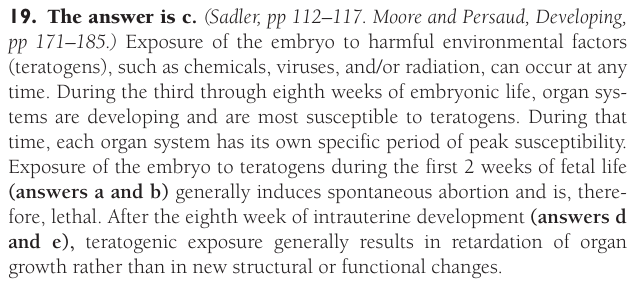 19. The answer is c. (Sadler, pp 112–117. Moore and Persaud, Developing,
pp 171–185.) Exposure of the embryo to harmful environmental factors
(teratogens), such as chemicals, viruses, and/or radiation, can occur at any
time. During the third through eighth weeks of embryonic life, organ sys-
tems are developing and are most susceptible to teratogens. During that
time, each organ system has its own specific period of peak susceptibility.
Exposure of the embryo to teratogens during the first 2 weeks of fetal life
(answers a and b) generally induces spontaneous abortion and is, there-
fore, lethal. After the eighth week of intrauterine development (answers d
and e), teratogenic exposure generally results in retardation of organ
growth rather than in new structural or functional changes.